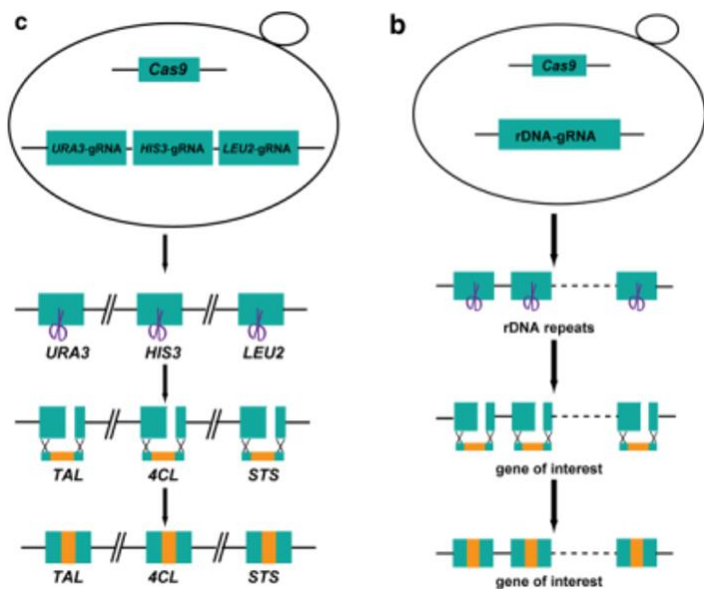 c
Cas9
URA3-gRNA HIS3-gRNA LEU2-gRNA
URA3 HIS3 LEU2
TAL 4CL STS
TAL 4CL STS
b
Cas9
rDNA-gRNA
rDNA repeats
gene of interest
gene of interest